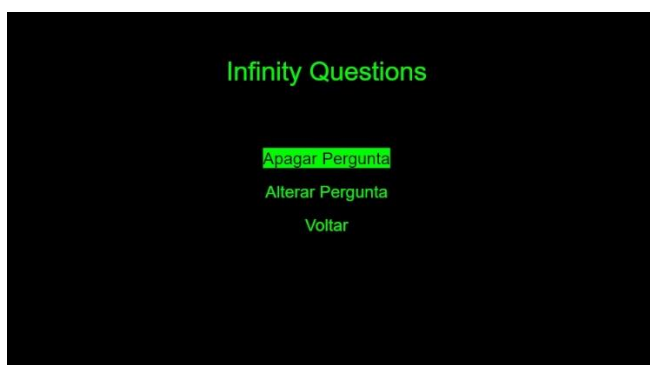 Infinity Questions
Apagar Pergunta
Alterar Pergunta
Voltar